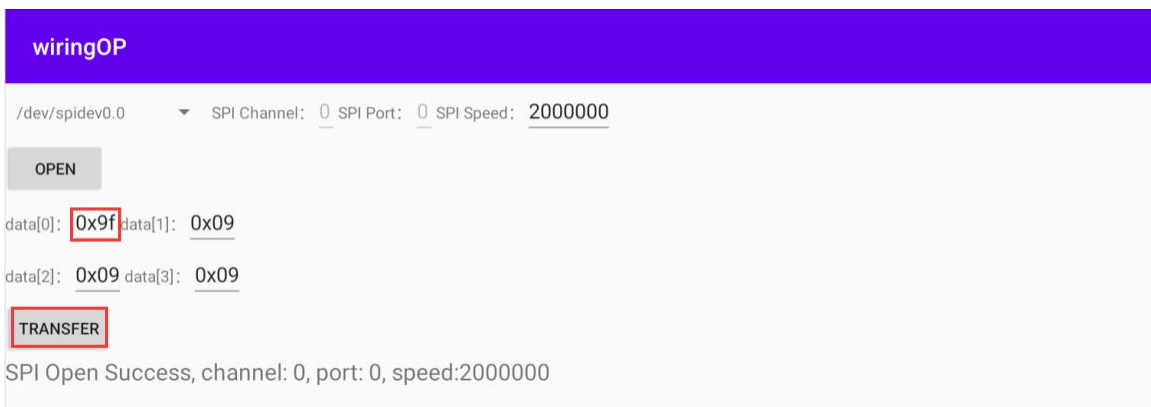 wiringOP
/dev/spidev0.0 SPI Channel: 0 SPI Port: 0 SPI Speed: 2000000
OPEN
data[0]: 0x9f data[1]: 0x09
data[2]: 0x09 data[3]: 0x09
TRANSFER
SPI Open Success, channel: 0, port: 0, speed:2000000